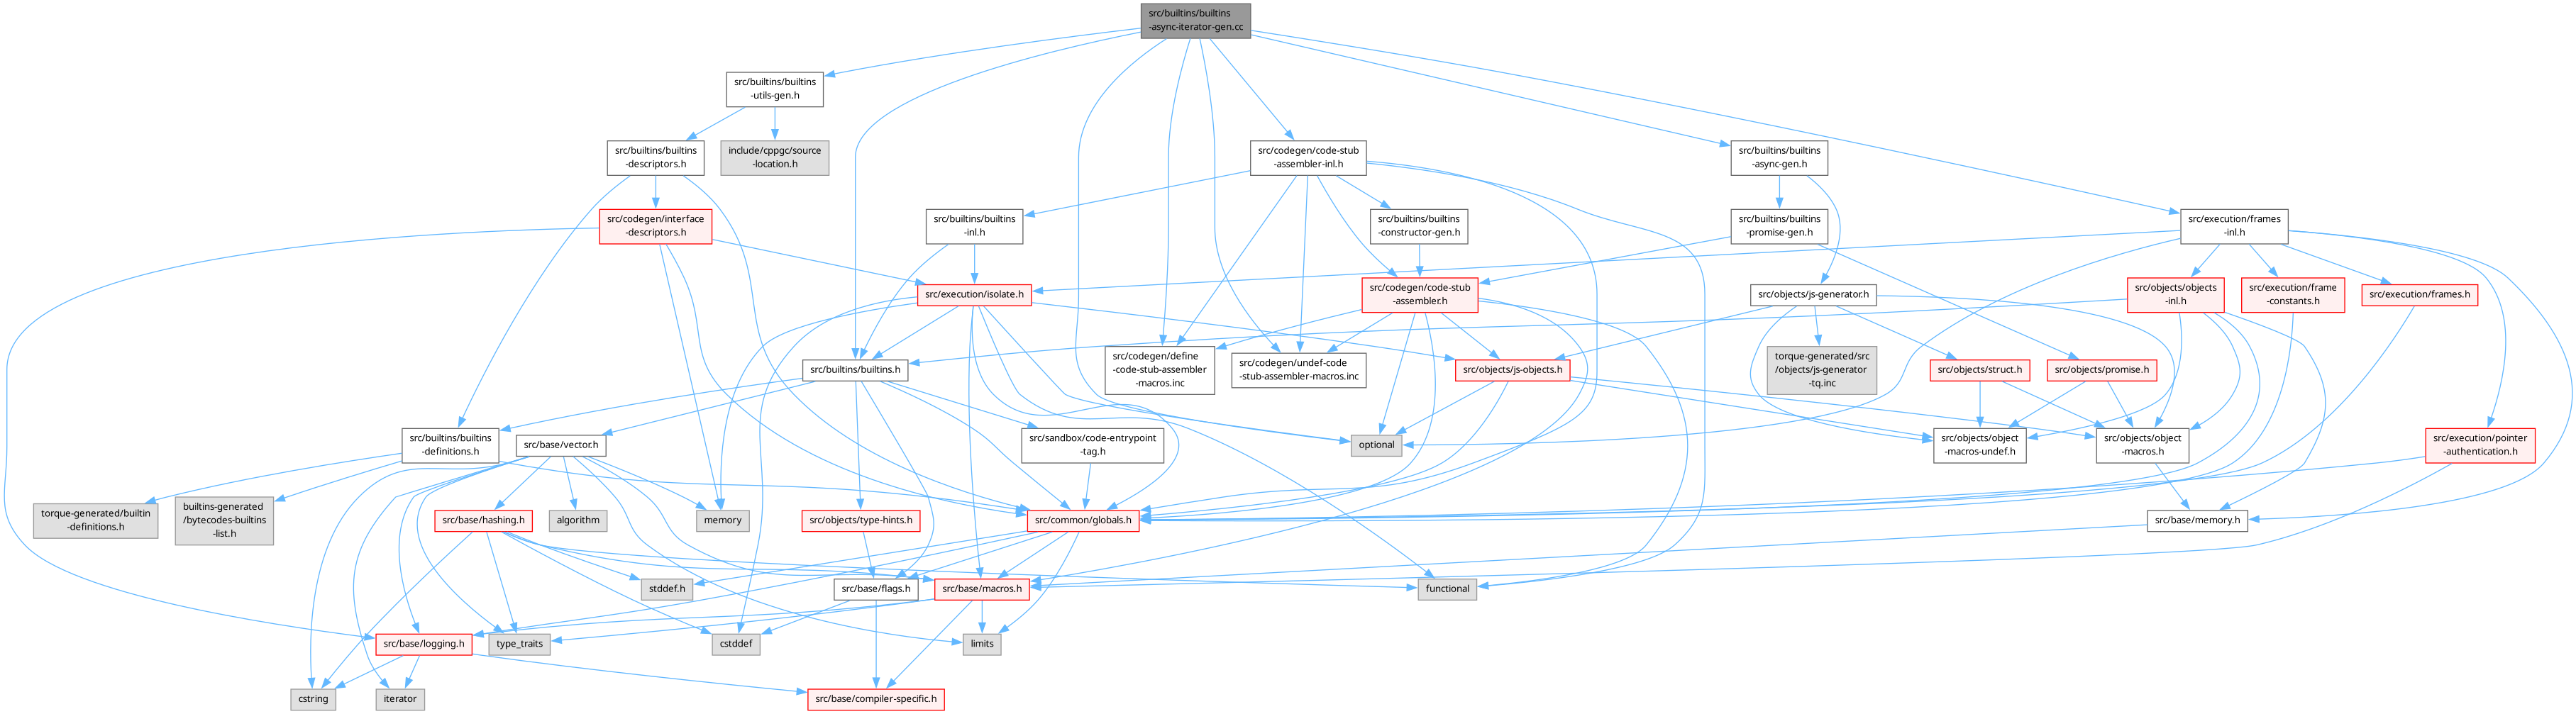 src/builtins/builtins
-async-iterator-gen.cc
src/builtins/builtins
-utils-gen.h
src/builtins/builtins
-descriptors.h
include/cppgc/source
-location.h
src/codegen/code-stub
-assembler-inl.h
src/builtins/builtins
-async-gen.h
src/codegen/interface
-descriptors.h
src/builtins/builtins
-inl.h
src/builtins/builtins
-constructor-gen.h
src/builtins/builtins
-promise-gen.h
src/execution/frames
-inl.h
src/execution/isolate.h
src/codegen/code-stub
-assembler.h
src/objects/js-generator.h
src/objects/objects
-inl.h
src/execution/frame
-constants.h
src/execution/frames.h
src/builtins/builtins.h
src/codegen/define
-code-stub-assembler
-macros.inc
src/codegen/undef-code
-stub-assembler-macros.inc
src/objects/js-objects.h
torque-generated/src
/objects/js-generator
-tq.inc
src/objects/struct.h
src/objects/promise.h
src/builtins/builtins
-definitions.h
src/base/vector.h
src/sandbox/code-entrypoint
-tag.h
optional
src/objects/object
-macros-undef.h
src/objects/object
-macros.h
src/execution/pointer
-authentication.h
torque-generated/builtin
-definitions.h
builtins-generated
/bytecodes-builtins
-list.h
src/base/hashing.h
algorithm
memory
src/objects/type-hints.h
src/common/globals.h
src/base/memory.h
stddef.h
src/base/flags.h
src/base/macros.h
functional
src/base/logging.h
type_traits
cstddef
limits
cstring
iterator
src/base/compiler-specific.h